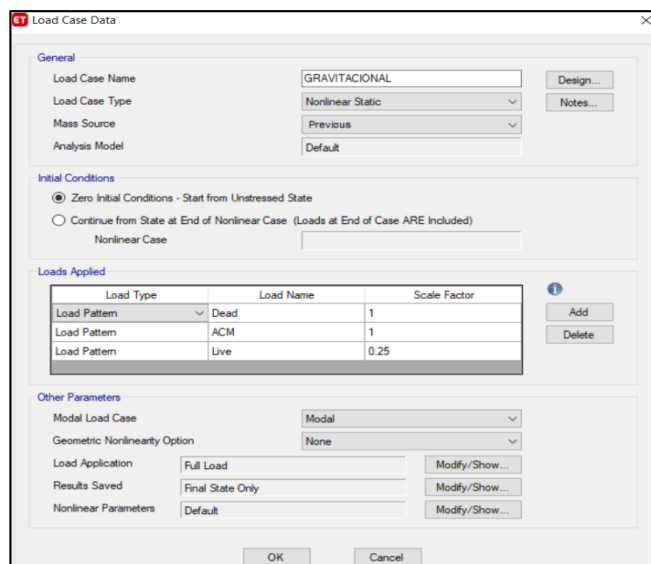 ET Load Case Data
General
Load Case Name GRAVITACIONAL Design...
Load Case Type Nonlinear Static Notes...
Mass Source Previous
Analysis Model Default
Initial Conditions
Zero Initial Conditions - Start from Unstressed State
Continue from State at End of Nonlinear Case (Loads at End of Case ARE Included)
Nonlinear Case
Loads Applied
Load Type Load Name Scale Factor
Load Pattern Dead 1 Add
Load Pattern ACM 1 Delete
Load Pattern Live 0.25
Other Parameters
Modal Load Case Modal
Geometric Nonlinearity Option None
Load Application Full Load Modify/Show...
Results Saved Final State Only Modify/Show...
Nonlinear Parameters Default Modify/Show...
OK Cancel